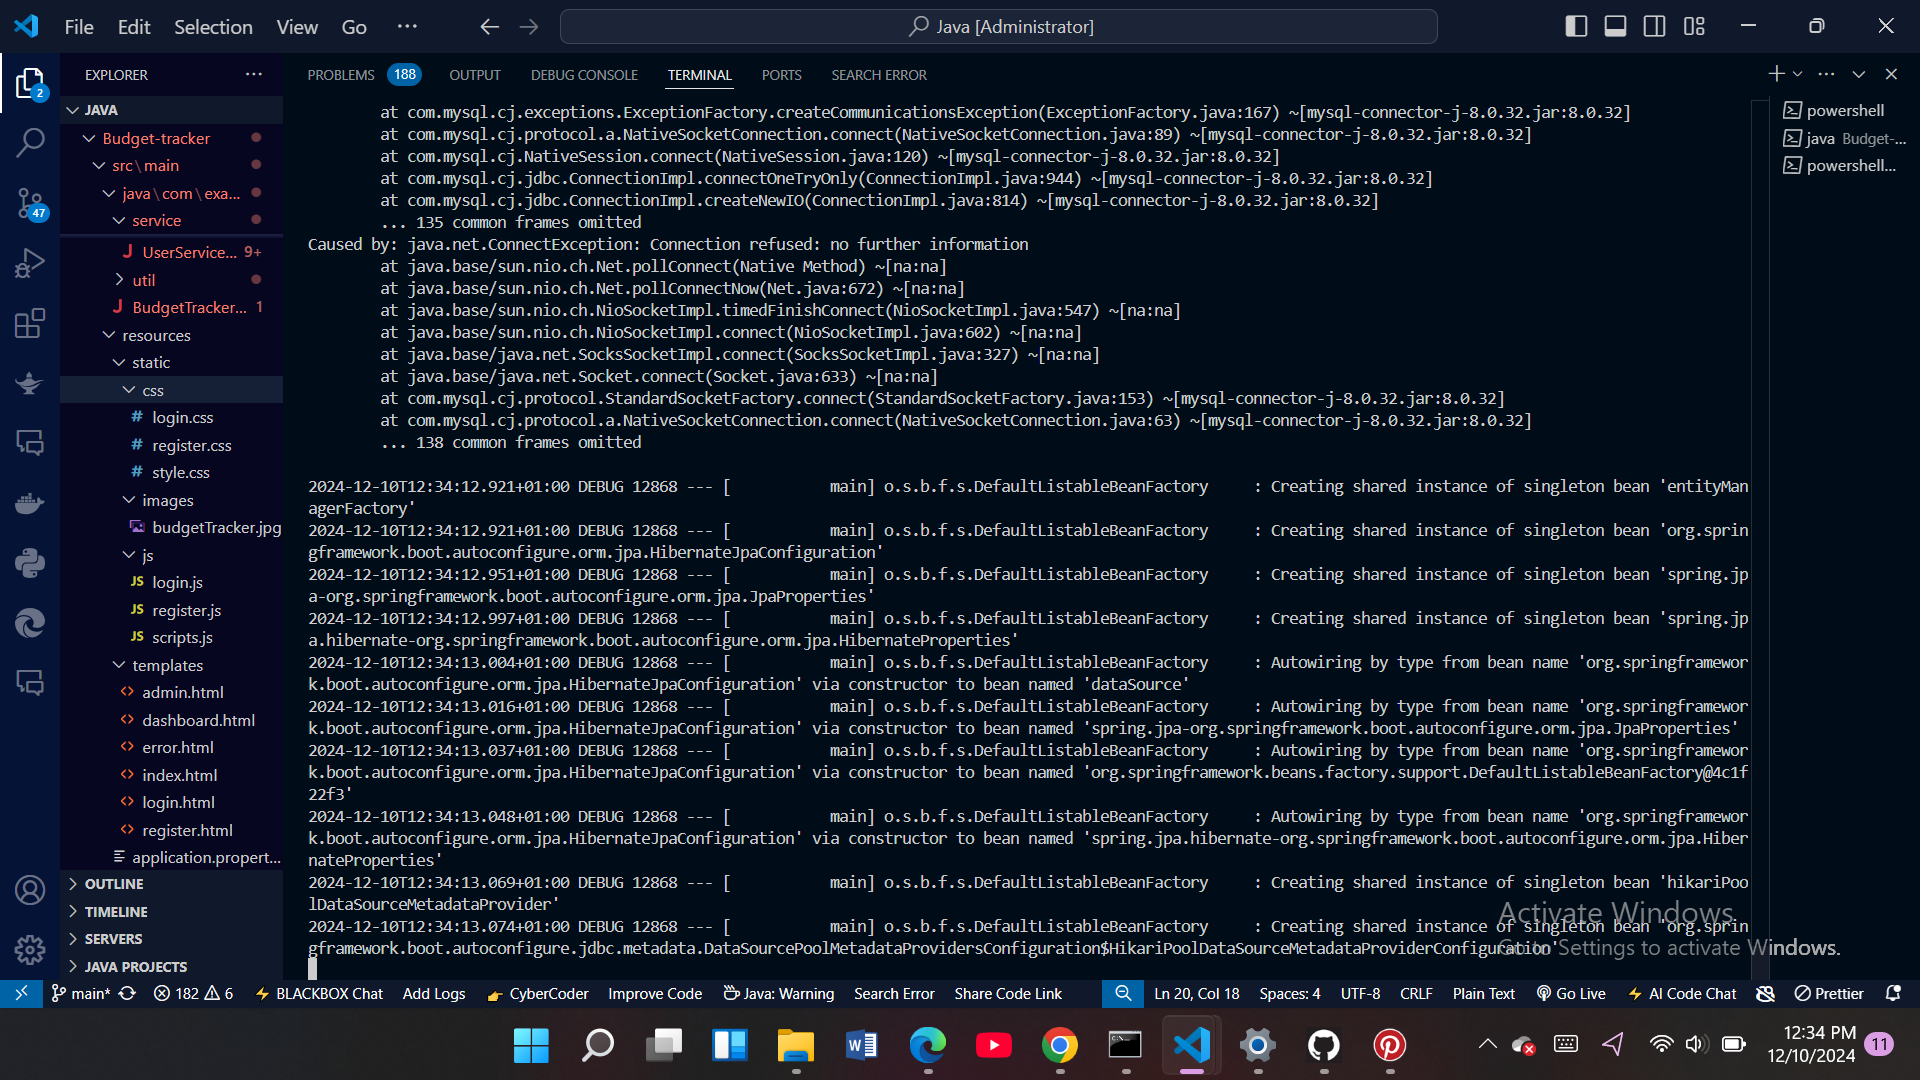 File Edit Selection View Go ··· Java [Administrator]
EXPLORER
JAVA
Budget-tracker
src\main
java\com\exa...
service
UserService... 9+
util
BudgetTracker... 1
resources
static
css
# login.css
# register.css
# style.css
images
budgetTracker.jpg
js
JS login.js
JS register.js
JS scripts.js
templates
<> admin.html
<> dashboard.html
<> error.html
<> index.html
<> login.html
<> register.html
application.propert...
OUTLINE
TIMELINE
SERVERS
JAVA PROJECTS
2
47
PROBLEMS 188 OUTPUT DEBUG CONSOLE TERMINAL PORTS SEARCH ERROR
at com.mysql.cj.exceptions.ExceptionFactory.createCommunicationsException(ExceptionFactory.java:167) ~[mysql-connector-j-8.0.32.jar:8.0.32]
at com.mysql.cj.protocol.a.NativeSocketConnection.connect(NativeSocketConnection.java:89) ~[mysql-connector-j-8.0.32.jar:8.0.32]
at com.mysql.cj.NativeSession.connect(NativeSession.java:120) ~[mysql-connector-j-8.0.32.jar:8.0.32]
at com.mysql.cj.jdbc.ConnectionImpl.connectOneTryOnly(ConnectionImpl.java:944) ~[mysql-connector-j-8.0.32.jar:8.0.32]
at com.mysql.cj.jdbc.ConnectionImpl.createNewIO(ConnectionImpl.java:814) ~[mysql-connector-j-8.0.32.jar:8.0.32]
... 135 common frames omitted
Caused by: java.net.ConnectException: Connection refused: no further information
at java.base/sun.nio.ch.Net.pollConnect(Native Method) ~[na:na]
at java.base/sun.nio.ch.Net.pollConnectNow(Net.java:672) ~[na:na]
at java.base/sun.nio.ch.NioSocketImpl.timedFinishConnect(NioSocketImpl.java:547) ~[na:na]
at java.base/sun.nio.ch.NioSocketImpl.connect(NioSocketImpl.java:602) ~[na:na]
at java.base/java.net.SocksSocketImpl.connect(SocksSocketImpl.java:327) ~[na:na]
at java.base/java.net.Socket.connect(Socket.java:633) ~[na:na]
at com.mysql.cj.protocol.StandardSocketFactory.connect(StandardSocketFactory.java:153) ~[mysql-connector-j-8.0.32.jar:8.0.32]
at com.mysql.cj.protocol.a.NativeSocketConnection.connect(NativeSocketConnection.java:63) ~[mysql-connector-j-8.0.32.jar:8.0.32]
... 138 common frames omitted
2024-12-10T12:34:12.921+01:00 DEBUG 12868 --- [           main] o.s.b.f.s.DefaultListableBeanFactory     : Creating shared instance of singleton bean 'entityMan
agerFactory'
2024-12-10T12:34:12.921+01:00 DEBUG 12868 --- [           main] o.s.b.f.s.DefaultListableBeanFactory     : Creating shared instance of singleton bean 'org.sprin
gframework.boot.autoconfigure.orm.jpa.HibernateJpaConfiguration'
2024-12-10T12:34:12.951+01:00 DEBUG 12868 --- [           main] o.s.b.f.s.DefaultListableBeanFactory     : Creating shared instance of singleton bean 'spring.jp
a-org.springframework.boot.autoconfigure.orm.jpa.JpaProperties'
2024-12-10T12:34:12.997+01:00 DEBUG 12868 --- [           main] o.s.b.f.s.DefaultListableBeanFactory     : Creating shared instance of singleton bean 'spring.jp
a.hibernate-org.springframework.boot.autoconfigure.orm.jpa.HibernateProperties'
2024-12-10T12:34:13.004+01:00 DEBUG 12868 --- [           main] o.s.b.f.s.DefaultListableBeanFactory     : Autowiring by type from bean name 'org.springframewor
k.boot.autoconfigure.orm.jpa.HibernateJpaConfiguration' via constructor to bean named 'dataSource'
2024-12-10T12:34:13.016+01:00 DEBUG 12868 --- [           main] o.s.b.f.s.DefaultListableBeanFactory     : Autowiring by type from bean name 'org.springframewor
k.boot.autoconfigure.orm.jpa.HibernateJpaConfiguration' via constructor to bean named 'spring.jpa-org.springframework.boot.autoconfigure.orm.jpa.JpaProperties'
2024-12-10T12:34:13.037+01:00 DEBUG 12868 --- [           main] o.s.b.f.s.DefaultListableBeanFactory     : Autowiring by type from bean name 'org.springframewor
k.boot.autoconfigure.orm.jpa.HibernateJpaConfiguration' via constructor to bean named 'org.springframework.beans.factory.support.DefaultListableBeanFactory@4c1f
22f3'
2024-12-10T12:34:13.048+01:00 DEBUG 12868 --- [           main] o.s.b.f.s.DefaultListableBeanFactory     : Autowiring by type from bean name 'org.springframewor
k.boot.autoconfigure.orm.jpa.HibernateJpaConfiguration' via constructor to bean named 'spring.jpa.hibernate-org.springframework.boot.autoconfigure.orm.jpa.Hiber
nateProperties'
2024-12-10T12:34:13.069+01:00 DEBUG 12868 --- [           main] o.s.b.f.s.DefaultListableBeanFactory     : Creating shared instance of singleton bean 'hikariPoo
lDataSourceMetadataProvider'
2024-12-10T12:34:13.074+01:00 DEBUG 12868 --- [           main] o.s.b.f.s.DefaultListableBeanFactory     : Creating shared instance of singleton bean 'org.sprin
gframework.boot.autoconfigure.jdbc.metadata.DataSourcePoolMetadataProvidersConfiguration$HikariPoolDataSourceMetadataProviderConfiguration'
powershell
java Budget-...
powershell...
Activate Windows
Go to Settings to activate Windows.
main* 182 6 BLACKBOX Chat Add Logs CyberCoder Improve Code Java: Warning Search Error Share Code Link Ln 20, Col 18 Spaces: 4 UTF-8 CRLF Plain Text Go Live AI Code Chat Prettier
12:34 PM
12/10/2024
11